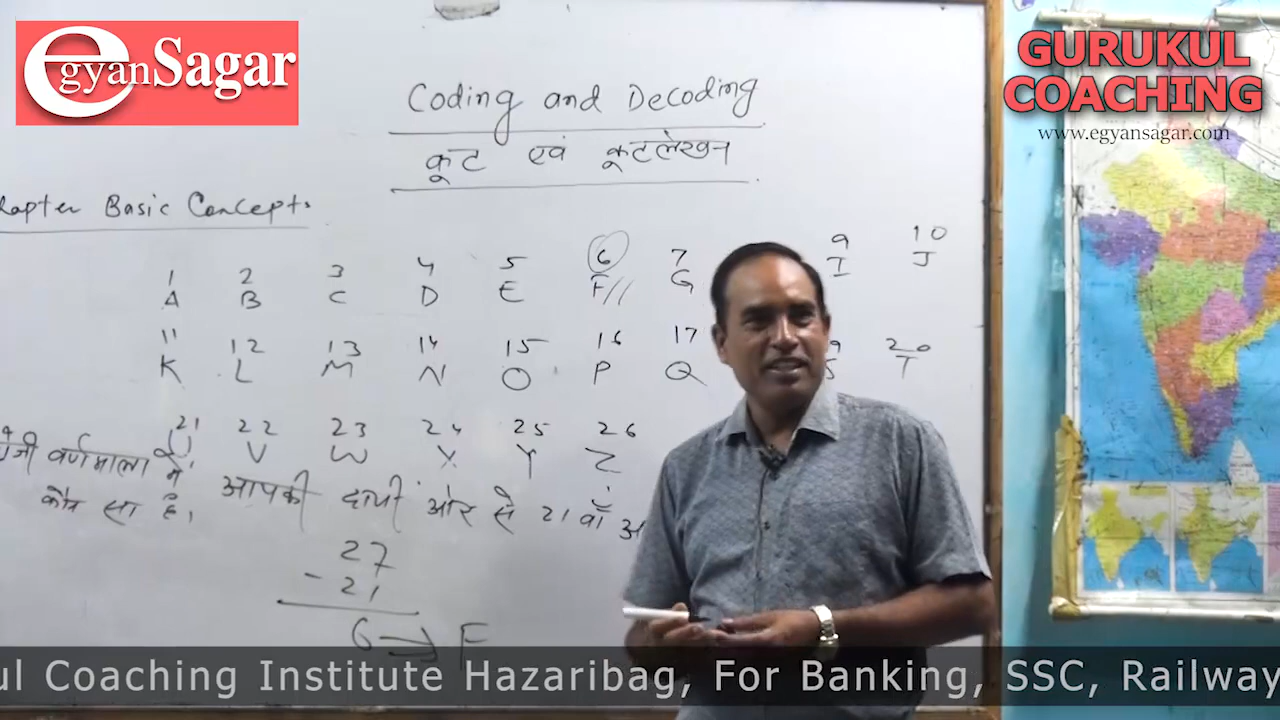 egyanSagar
GURUKUL
COACHING
www.egyansagar.com
Coding and Decoding
कूट एवं कूटलेखन
Basic Concepts
1 2 3 4 5 6 7 9 10
A B C D E F G I J
11 12 13 14 15 16 17 20
K L M N O P Q T
21 22 23 24 25 26
U V W X Y Z
वर्णमाला में आपकी दायी ओर से 21 वाँ
कौन सा है।
27
- 21
6 → F
Coaching Institute Hazaribag, For Banking, SSC, Railway